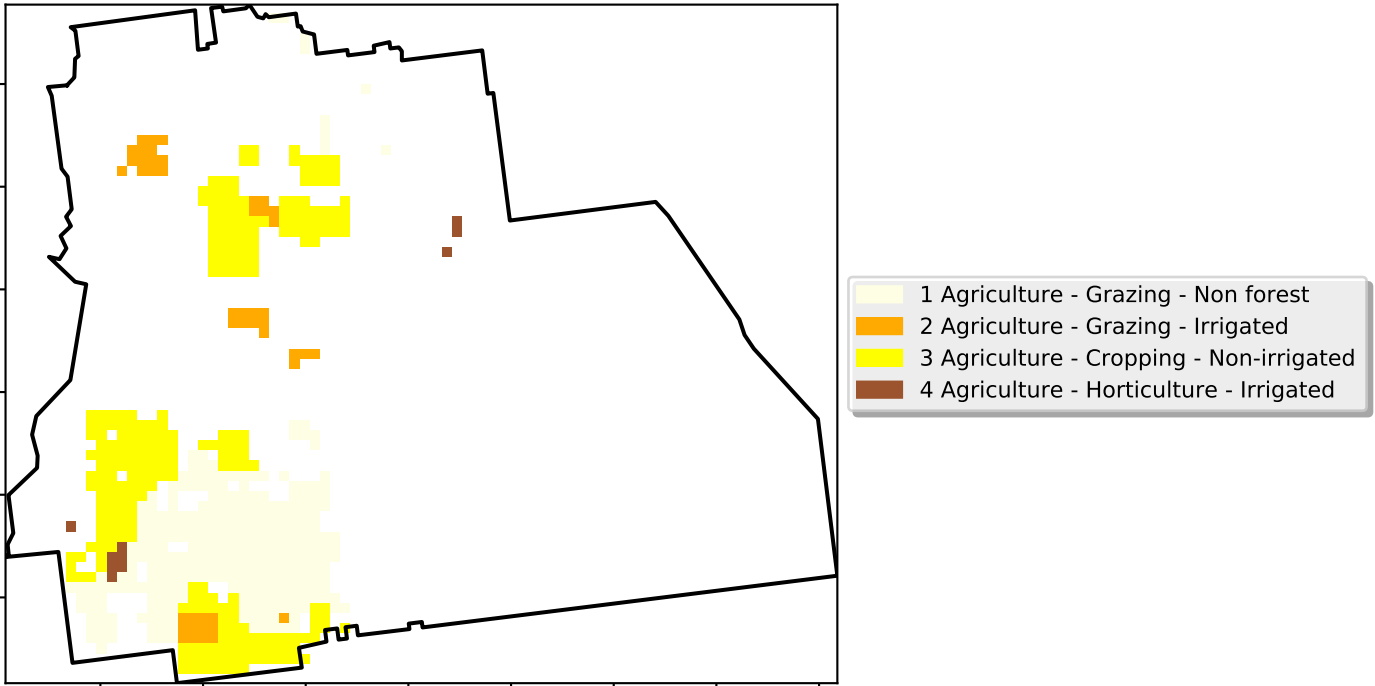 1 Agriculture - Grazing - Non forest
2 Agriculture - Grazing - Irrigated
3 Agriculture - Cropping - Non-irrigated
4 Agriculture - Horticulture - Irrigated